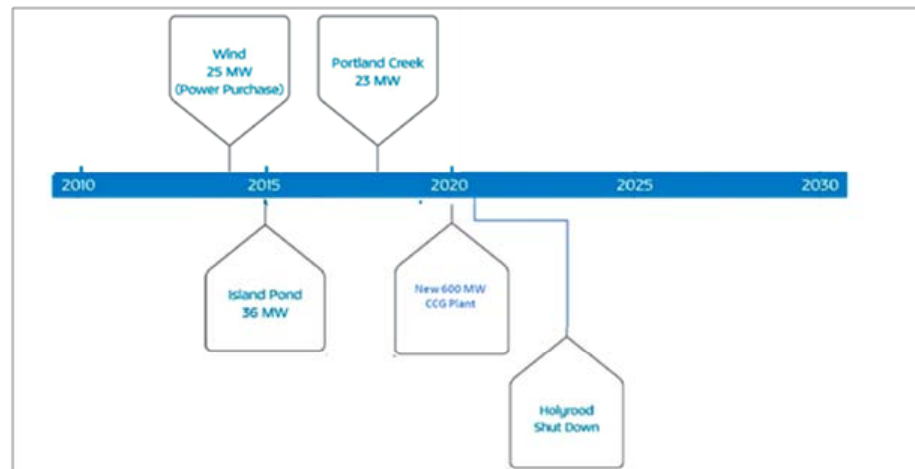 Wind
25 MW
(Power Purchase)
Portland Creek
23 MW
2010 2015 2020 2025 2030
Island Pond
36 MW
New 600 MW
CCG Plant
Holyrood
Shut Down